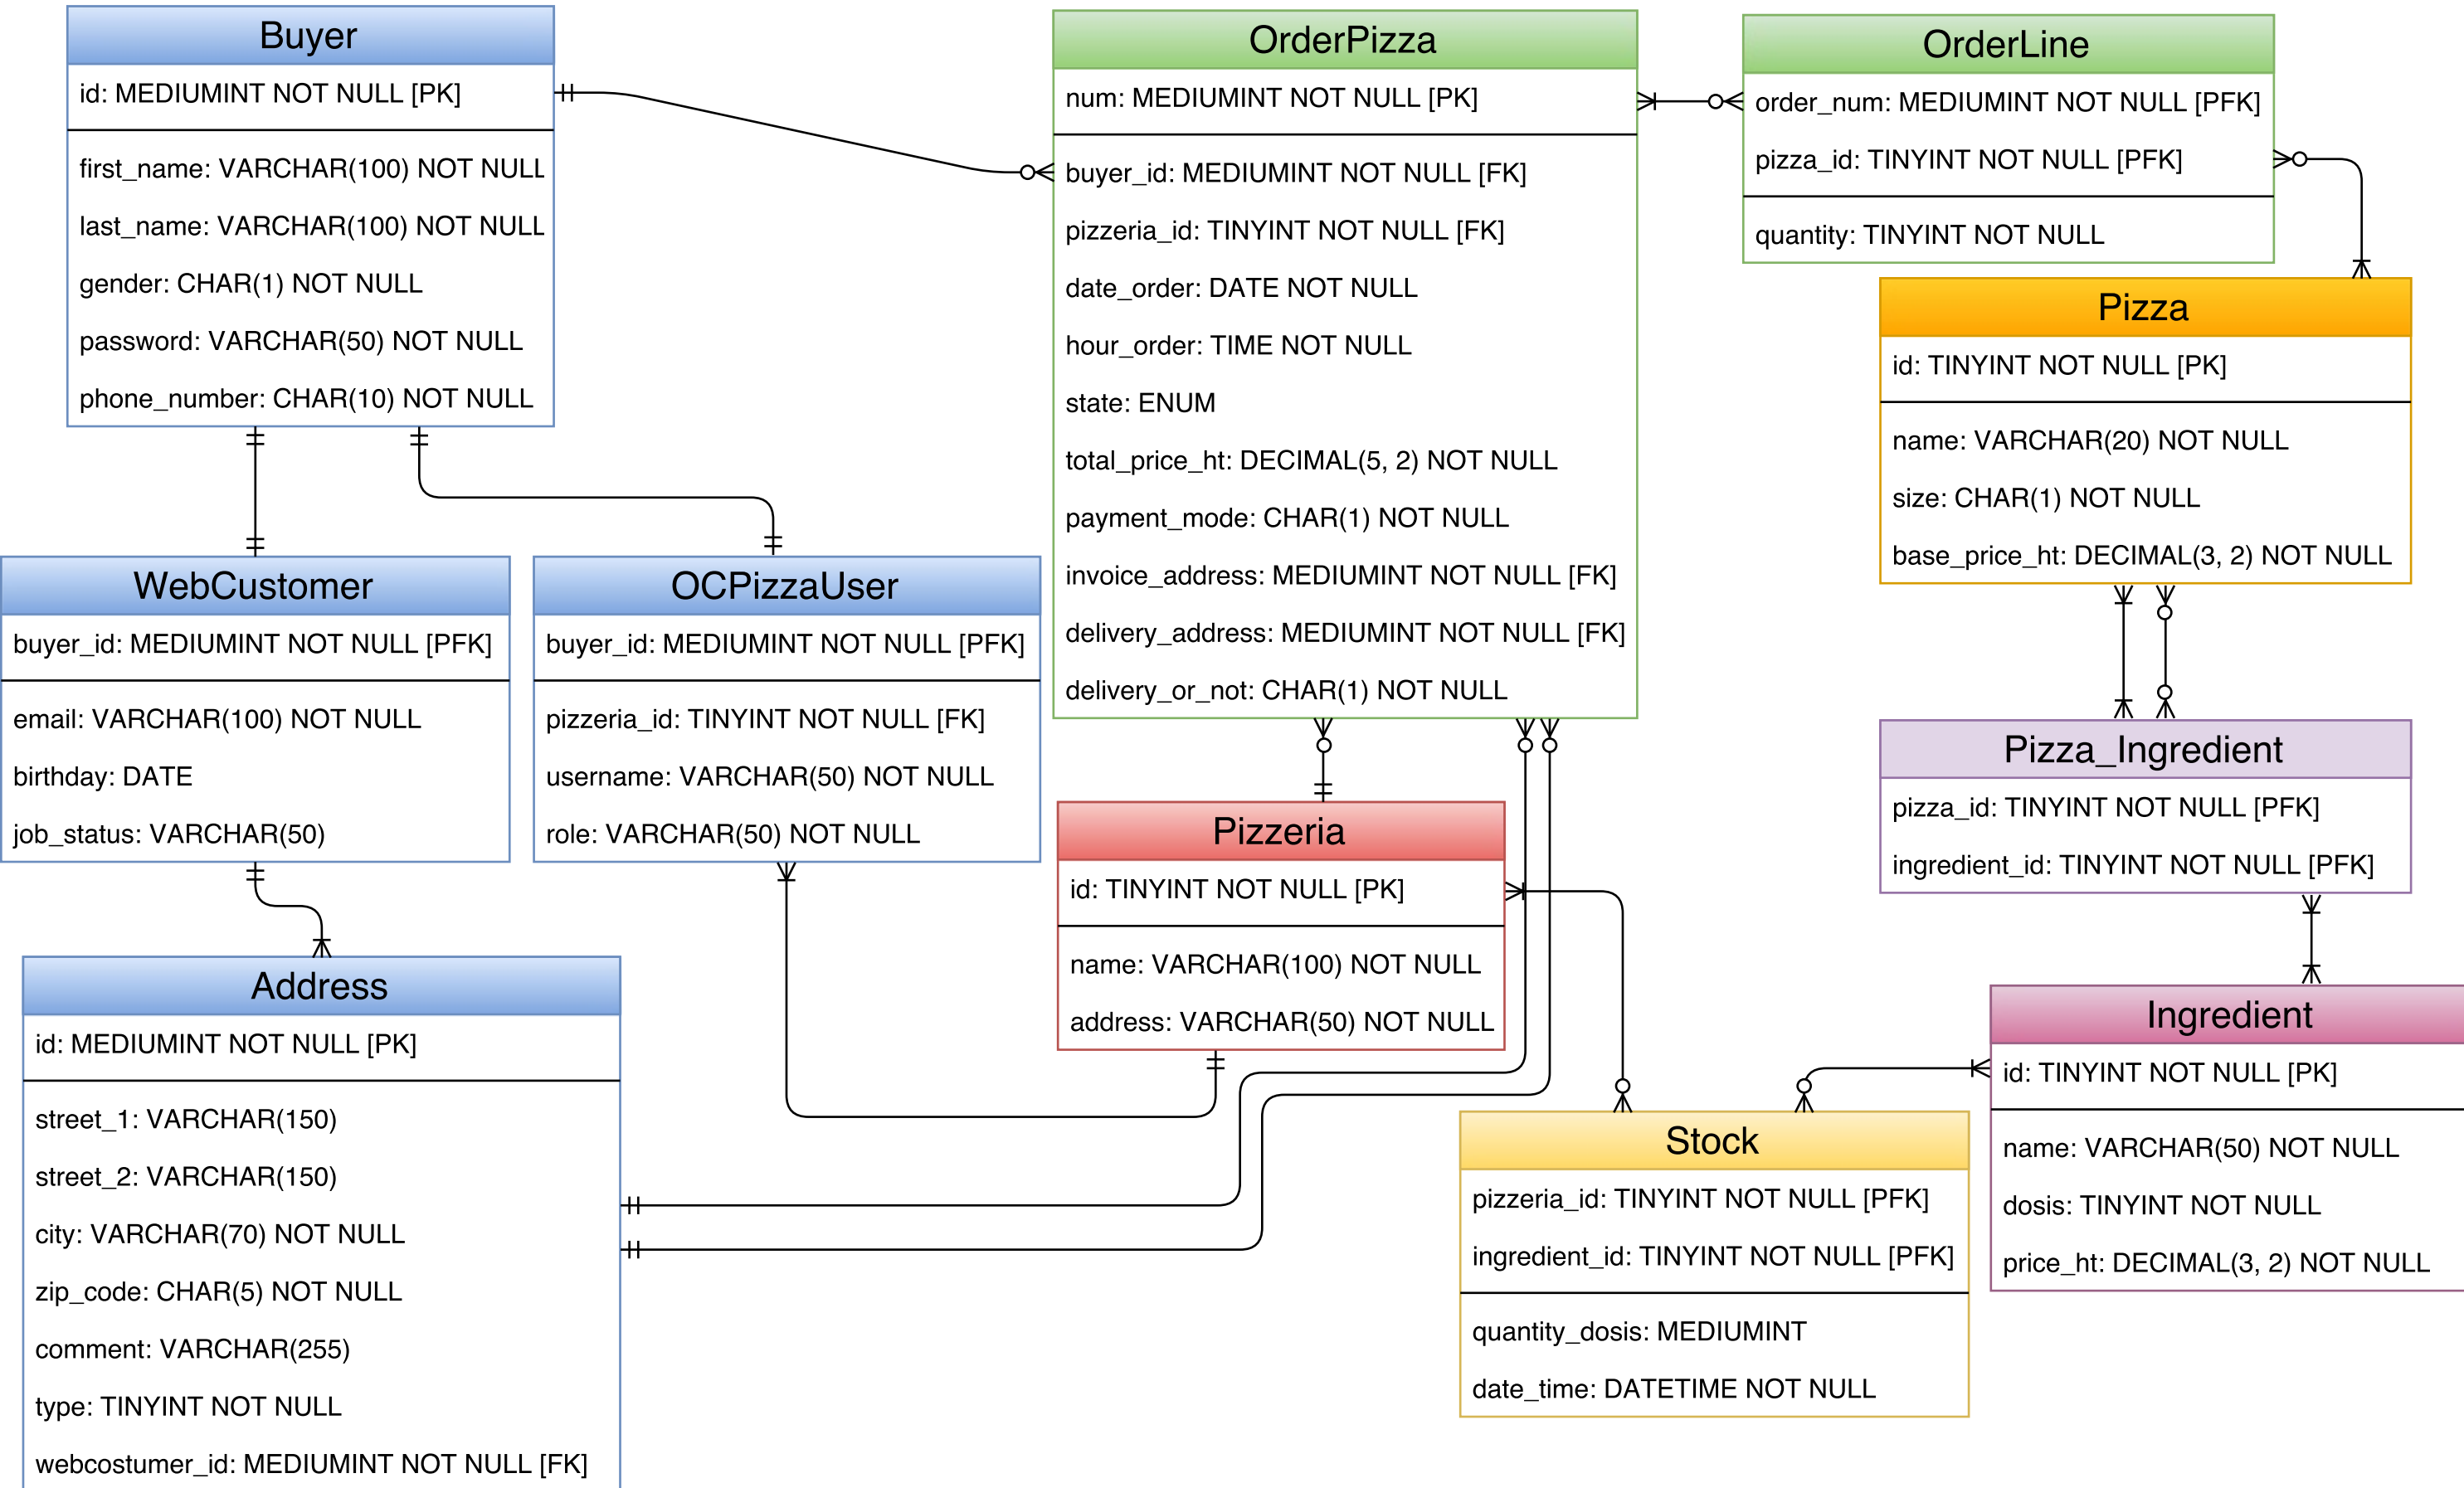 Buyer
id: MEDIUMINT NOT NULL [PK]
first_name: VARCHAR(100) NOT NULL
last_name: VARCHAR(100) NOT NULL
gender: CHAR(1) NOT NULL
password: VARCHAR(50) NOT NULL
phone_number: CHAR(10) NOT NULL
OrderPizza
num: MEDIUMINT NOT NULL [PK]
buyer_id: MEDIUMINT NOT NULL [FK]
pizzeria_id: TINYINT NOT NULL [FK]
date_order: DATE NOT NULL
hour_order: TIME NOT NULL
state: ENUM
total_price_ht: DECIMAL(5, 2) NOT NULL
payment_mode: CHAR(1) NOT NULL
invoice_address: MEDIUMINT NOT NULL [FK]
delivery_address: MEDIUMINT NOT NULL [FK]
delivery_or_not: CHAR(1) NOT NULL
OrderLine
order_num: MEDIUMINT NOT NULL [PFK]
pizza_id: TINYINT NOT NULL [PFK]
quantity: TINYINT NOT NULL
Pizza
id: TINYINT NOT NULL [PK]
name: VARCHAR(20) NOT NULL
size: CHAR(1) NOT NULL
base_price_ht: DECIMAL(3, 2) NOT NULL
WebCustomer
buyer_id: MEDIUMINT NOT NULL [PFK]
email: VARCHAR(100) NOT NULL
birthday: DATE
job_status: VARCHAR(50)
OCPizzaUser
buyer_id: MEDIUMINT NOT NULL [PFK]
pizzeria_id: TINYINT NOT NULL [FK]
username: VARCHAR(50) NOT NULL
role: VARCHAR(50) NOT NULL
Pizza_Ingredient
pizza_id: TINYINT NOT NULL [PFK]
ingredient_id: TINYINT NOT NULL [PFK]
Pizzeria
id: TINYINT NOT NULL [PK]
name: VARCHAR(100) NOT NULL
address: VARCHAR(50) NOT NULL
Address
id: MEDIUMINT NOT NULL [PK]
street_1: VARCHAR(150)
street_2: VARCHAR(150)
city: VARCHAR(70) NOT NULL
zip_code: CHAR(5) NOT NULL
comment: VARCHAR(255)
type: TINYINT NOT NULL
webcostumer_id: MEDIUMINT NOT NULL [FK]
Stock
pizzeria_id: TINYINT NOT NULL [PFK]
ingredient_id: TINYINT NOT NULL [PFK]
quantity_dosis: MEDIUMINT
date_time: DATETIME NOT NULL
Ingredient
id: TINYINT NOT NULL [PK]
name: VARCHAR(50) NOT NULL
dosis: TINYINT NOT NULL
price_ht: DECIMAL(3, 2) NOT NULL